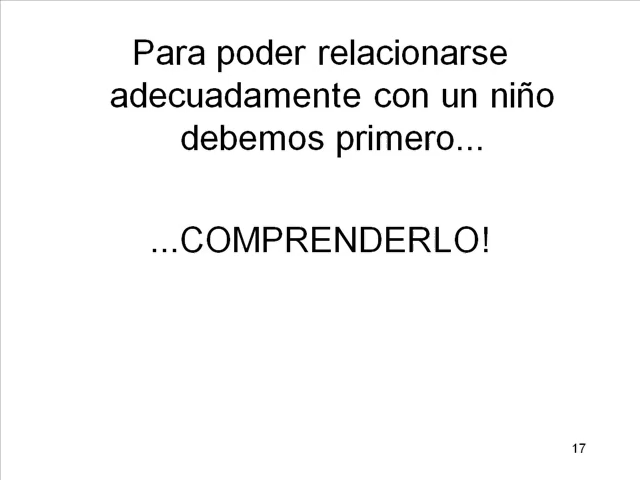 Para poder relacionarse
adecuadamente con un niño
debemos primero...
...COMPRENDERLO!
17